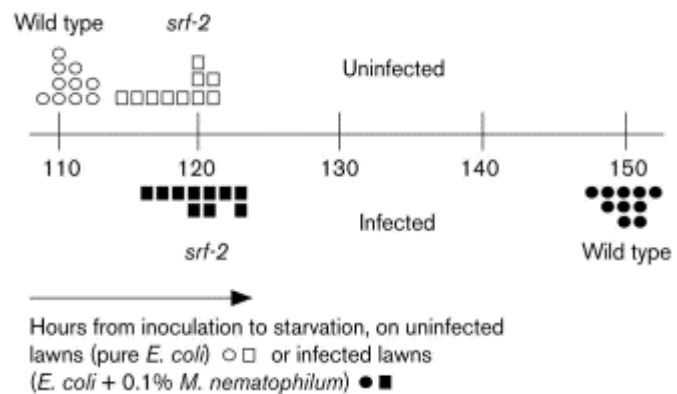 Wild type srf-2
Uninfected
110 120 130 140 150
Infected
srf-2 Wild type
Hours from inoculation to starvation, on uninfected
lawns (pure E. coli) ○□ or infected lawns
(E. coli + 0.1% M. nematophilum) ●■